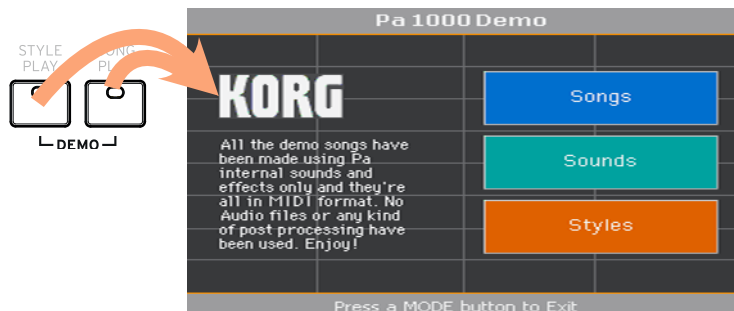 STYLE
PLAY
DEMO
Pa 1000 Demo
KORG
All the demo songs have
been made using Pa
internal sounds and
effects only and they're
all in MIDI format. No
Audio files or any kind
of post processing have
been used. Enjoy!
Songs
Sounds
Styles
Press a MODE button to Exit